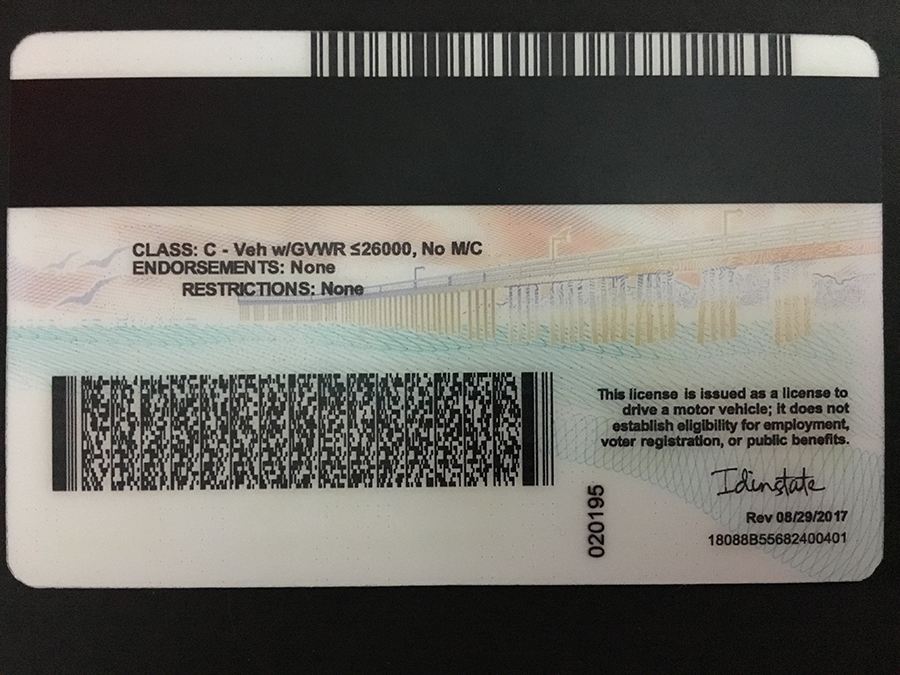 CLASS: C - Veh w/GVWR ≤26000, No M/C
ENDORSEMENTS: None
RESTRICTIONS: None
This license is issued as a license to
drive a motor vehicle; it does not
establish eligibility for employment,
voter registration, or public benefits.
Idinstate
020195
Rev 08/29/2017
18088B55682400401